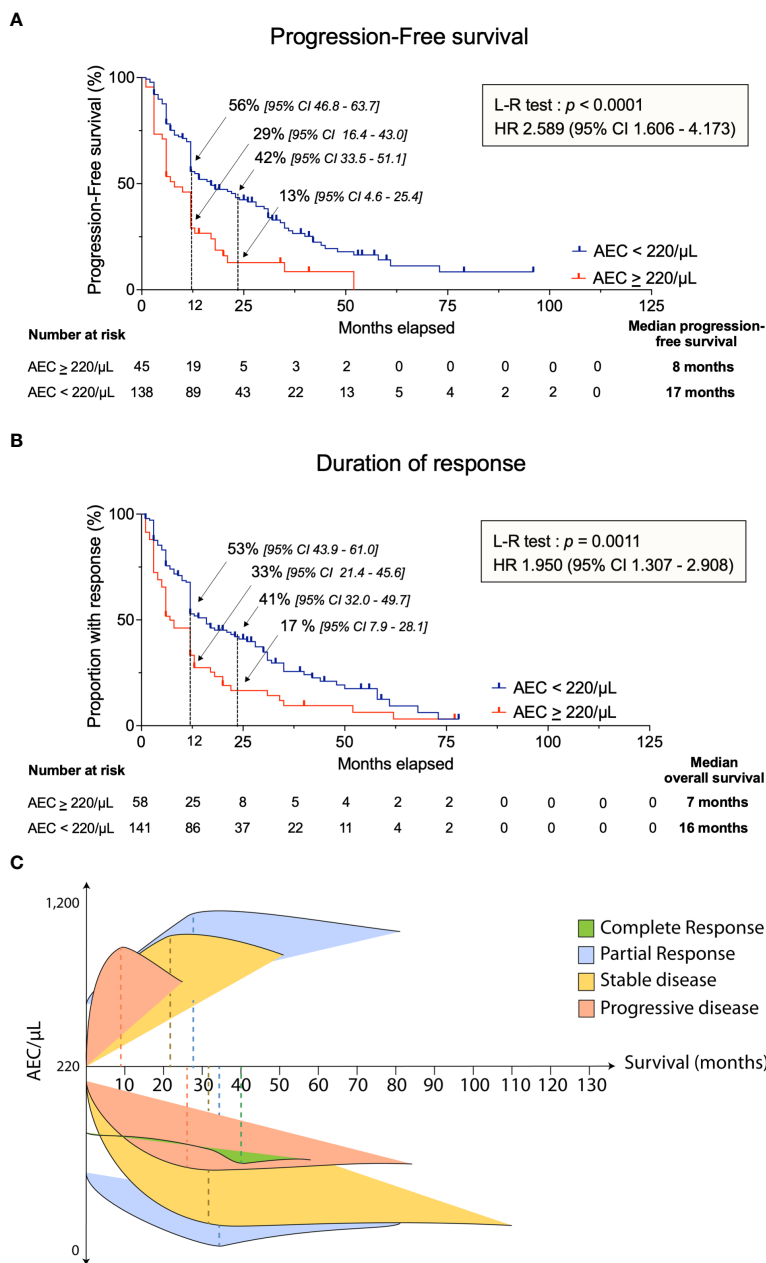 A
Progression-Free survival
Progression-Free survival (%)
100
50
0
56% [95% CI 46.8 - 63.7]
29% [95% CI 16.4 - 43.0]
42% [95% CI 33.5 - 51.1]
13% [95% CI 4.6 - 25.4]
L-R test : p < 0.0001
HR 2.589 (95% CI 1.606 - 4.173)
AEC < 220/µL
AEC ≥ 220/µL
0 12 25 50 75 100 125
Months elapsed
Number at risk
Median progression-
free survival
AEC ≥ 220/µL 45 19 5 3 2 0 0 0 0 0 8 months
AEC < 220/µL 138 89 43 22 13 5 4 2 2 0 17 months
B
Duration of response
Proportion with response (%)
100
50
0
53% [95% CI 43.9 - 61.0]
33% [95% CI 21.4 - 45.6]
41% [95% CI 32.0 - 49.7]
17 % [95% CI 7.9 - 28.1]
L-R test : p = 0.0011
HR 1.950 (95% CI 1.307 - 2.908)
AEC < 220/µL
AEC ≥ 220/µL
0 12 25 50 75 100 125
Months elapsed
Number at risk
Median
overall survival
AEC ≥ 220/µL 58 25 8 5 4 2 2 0 0 0 0 7 months
AEC < 220/µL 141 86 37 22 11 4 2 0 0 0 0 16 months
C
1,200
AEC/µL
220
0
Complete Response
Partial Response
Stable disease
Progressive disease
Survival (months)
10 20 30 40 50 60 70 80 90 100 110 120 130